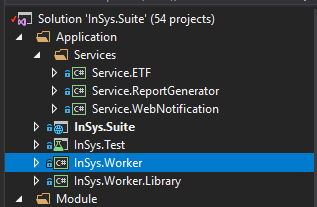 Solution 'InSys.Suite' (54 projects)
Application
Services
Service.ETF
Service.ReportGenerator
Service.WebNotification
InSys.Suite
InSys.Test
InSys.Worker
InSys.Worker.Library
Module